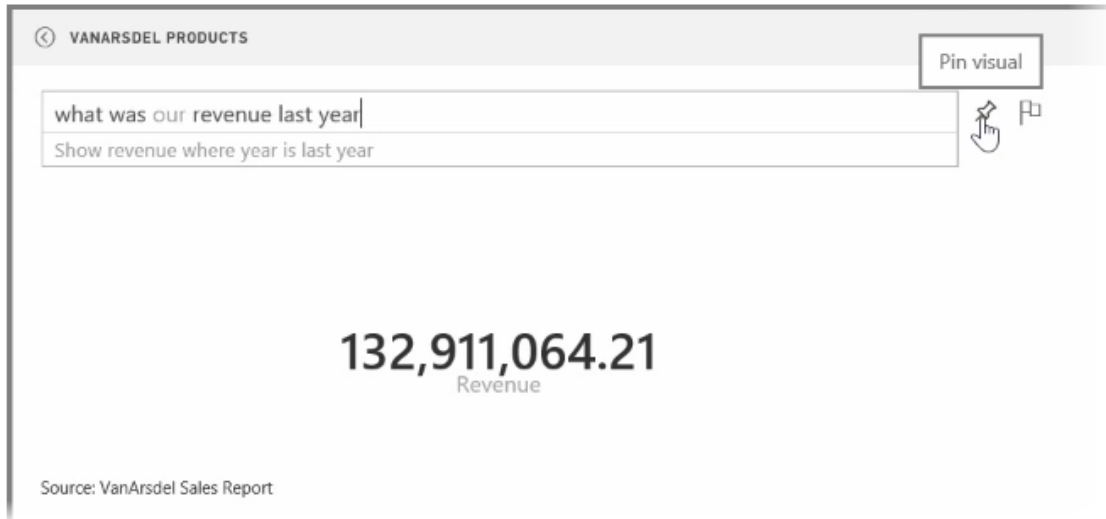 VANARSDEL PRODUCTS
Pin visual
what was our revenue last year
Show revenue where year is last year
132,911,064.21
Revenue
Source: VanArsdel Sales Report